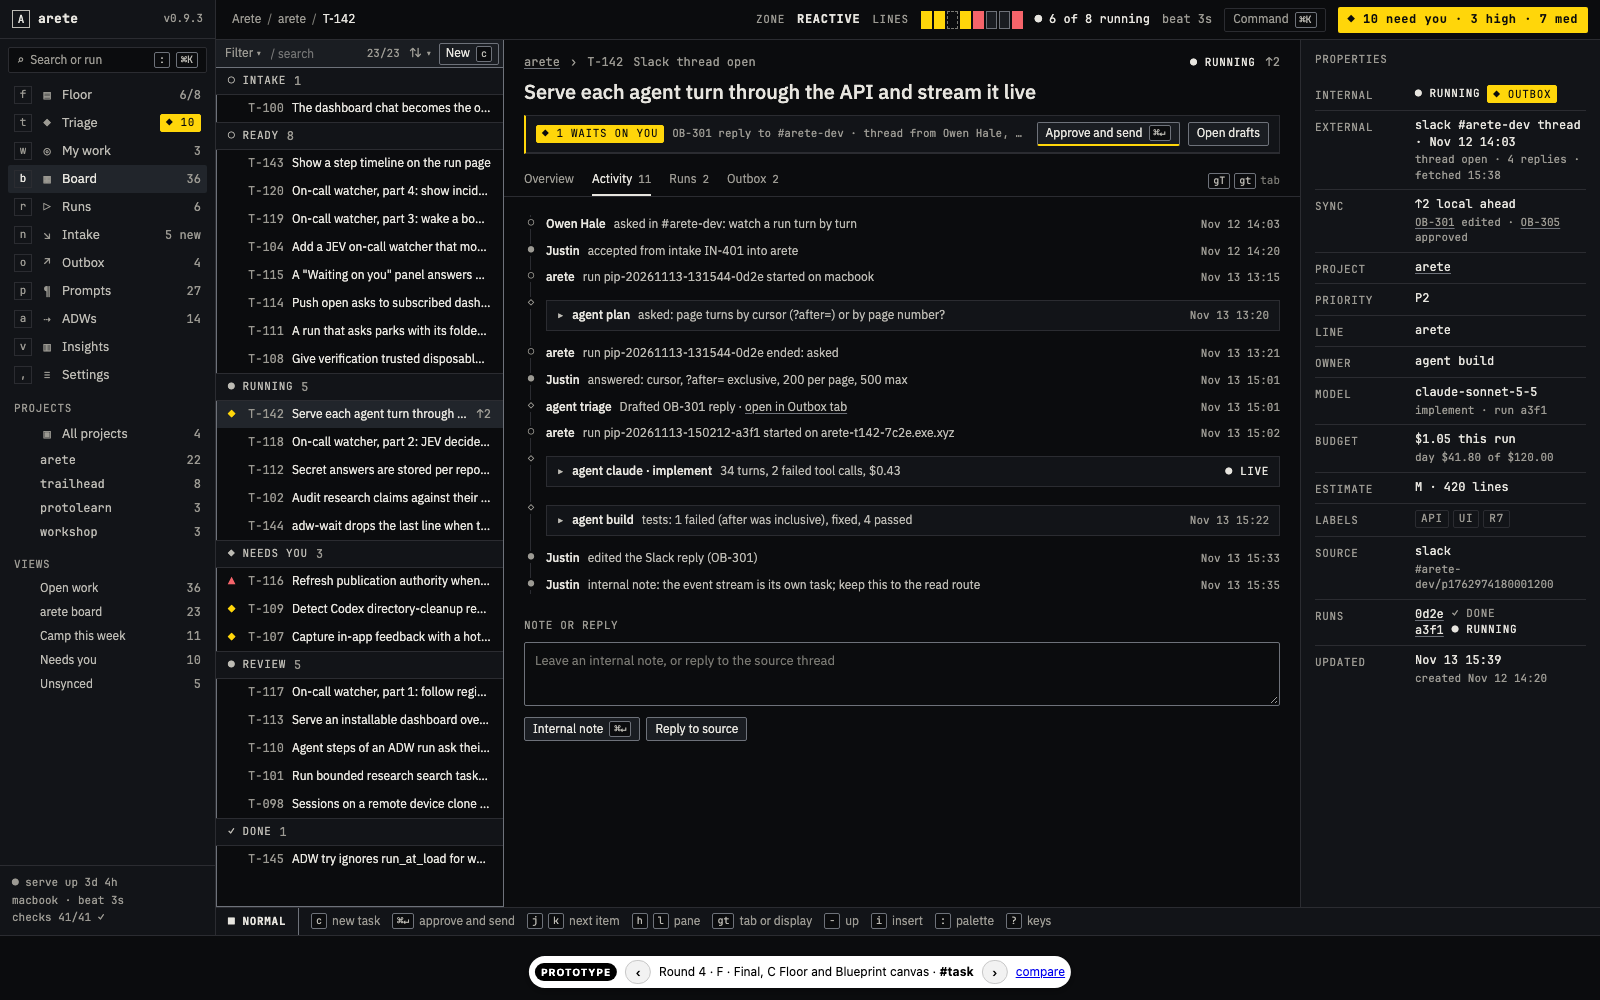 A arete v0.9.3
Search or run : ⌘K
f Floor 6/8
t Triage ◆ 10
w My work 3
b Board 36
r Runs 6
n Intake 5 new
o Outbox 4
p Prompts 27
a ADWs 14
v Insights
, Settings
PROJECTS
All projects 4
arete 22
trailhead 8
protolearn 3
workshop 3
VIEWS
Open work 36
arete board 23
Camp this week 11
Needs you 10
Unsynced 5
● serve up 3d 4h
macbook · beat 3s
checks 41/41 ✓
Arete / arete / T-142
ZONE REACTIVE LINES ● 6 of 8 running beat 3s Command ⌘K ◆ 10 need you · 3 high · 7 med
Filter ▾ / search 23/23 ↑↓ ▾ New c
○ INTAKE 1
T-100 The dashboard chat becomes the o…
○ READY 8
T-143 Show a step timeline on the run page
T-120 On-call watcher, part 4: show incid…
T-119 On-call watcher, part 3: wake a bo…
T-104 Add a JEV on-call watcher that mo…
T-115 A "Waiting on you" panel answers …
T-114 Push open asks to subscribed dash…
T-111 A run that asks parks with its folde…
T-108 Give verification trusted disposabl…
● RUNNING 5
◆ T-142 Serve each agent turn through … ↑2
T-118 On-call watcher, part 2: JEV decide…
T-112 Secret answers are stored per repo…
T-102 Audit research claims against their …
T-144 adw-wait drops the last line when t…
◆ NEEDS YOU 3
▲ T-116 Refresh publication authority when…
◆ T-109 Detect Codex directory-cleanup re…
◆ T-107 Capture in-app feedback with a hot…
● REVIEW 5
T-117 On-call watcher, part 1: follow regi…
T-113 Serve an installable dashboard ove…
T-110 Agent steps of an ADW run ask thei…
T-101 Run bounded research search task…
T-098 Sessions on a remote device clone …
✓ DONE 1
T-145 ADW try ignores run_at_load for w…
arete › T-142 Slack thread open ● RUNNING ↑2
Serve each agent turn through the API and stream it live
◆ 1 WAITS ON YOU OB-301 reply to #arete-dev · thread from Owen Hale, … Approve and send ⌘↵ Open drafts
Overview Activity 11 Runs 2 Outbox 2 gT gt tab
Owen Hale asked in #arete-dev: watch a run turn by turn Nov 12 14:03
Justin accepted from intake IN-401 into arete Nov 12 14:20
arete run pip-20261113-131544-0d2e started on macbook Nov 13 13:15
▸ agent plan asked: page turns by cursor (?after=) or by page number? Nov 13 13:20
arete run pip-20261113-131544-0d2e ended: asked Nov 13 13:21
Justin answered: cursor, ?after= exclusive, 200 per page, 500 max Nov 13 15:01
agent triage Drafted OB-301 reply · open in Outbox tab Nov 13 15:01
arete run pip-20261113-150212-a3f1 started on arete-t142-7c2e.exe.xyz Nov 13 15:02
▸ agent claude · implement 34 turns, 2 failed tool calls, $0.43 ● LIVE
▸ agent build tests: 1 failed (after was inclusive), fixed, 4 passed Nov 13 15:22
Justin edited the Slack reply (OB-301) Nov 13 15:33
Justin internal note: the event stream is its own task; keep this to the read route Nov 13 15:35
NOTE OR REPLY
Leave an internal note, or reply to the source thread
Internal note ⌘↵ Reply to source
PROPERTIES
INTERNAL ● RUNNING ◆ OUTBOX
EXTERNAL slack #arete-dev thread
· Nov 12 14:03
thread open · 4 replies ·
fetched 15:38
SYNC ↑2 local ahead
OB-301 edited · OB-305
approved
PROJECT arete
PRIORITY P2
LINE arete
OWNER agent build
MODEL claude-sonnet-5-5
implement · run a3f1
BUDGET $1.05 this run
day $41.80 of $120.00
ESTIMATE M · 420 lines
LABELS API UI R7
SOURCE slack
#arete-
dev/p1762974180001200
RUNS 0d2e ✓ DONE
a3f1 ● RUNNING
UPDATED Nov 13 15:39
created Nov 12 14:20
■ NORMAL c new task ⌘↵ approve and send j k next item h l pane gt tab or display - up i insert : palette ? keys
PROTOTYPE ‹ Round 4 · F · Final, C Floor and Blueprint canvas · #task › compare